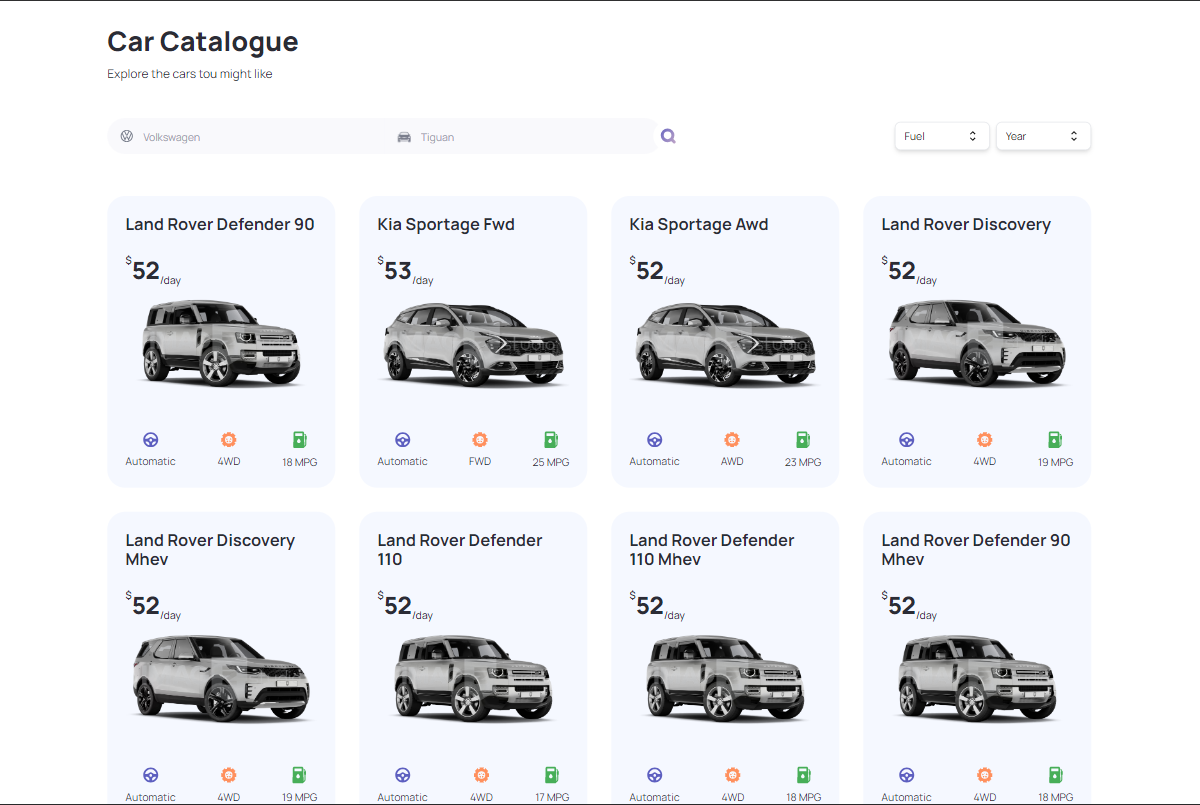 Car Catalogue
Explore the cars tou might like
Volkswagen
Tiguan
Fuel
Year
Land Rover Defender 90
$52/day
Automatic
4WD
18 MPG
Kia Sportage Fwd
$53/day
Automatic
FWD
25 MPG
Kia Sportage Awd
$52/day
Automatic
AWD
23 MPG
Land Rover Discovery
$52/day
Automatic
4WD
19 MPG
Land Rover Discovery
Mhev
$52/day
Automatic
4WD
19 MPG
Land Rover Defender
110
$52/day
Automatic
4WD
17 MPG
Land Rover Defender
110 Mhev
$52/day
Automatic
4WD
18 MPG
Land Rover Defender 90
Mhev
$52/day
Automatic
4WD
18 MPG